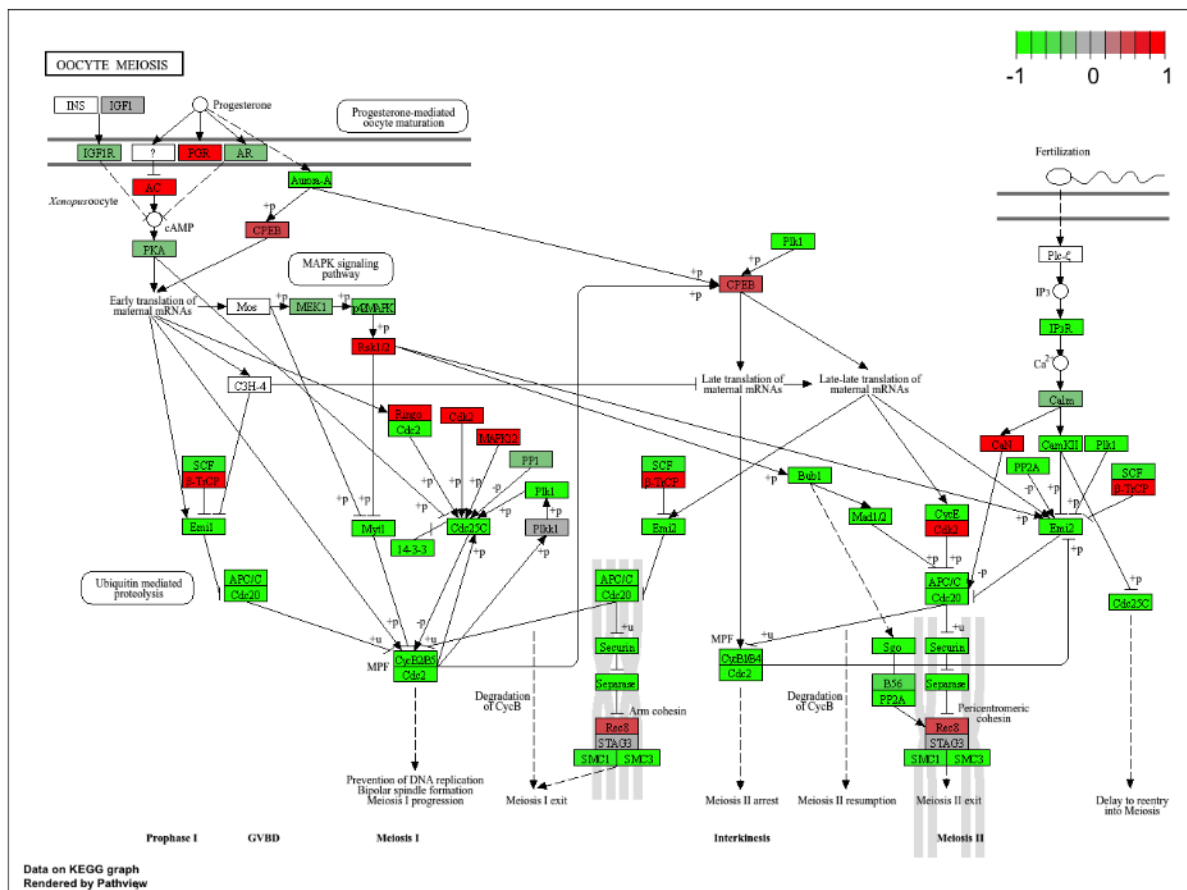 OOCYTE MEIOSIS
-1 0 1
INS
IGF1
Progesterone
Progesterone-mediated
oocyte maturation
IGF1R
?
PGR
AR
Fertilization
AC
Aurora-A
Xenopus oocyte
cAMP
+p
CPEB
PKA
Plk1
Plc-ξ
MAPK signaling
pathway
+p
CPEB
+p
+p
IP3
Early translation of
maternal mRNAs
Mos
+p
MEK1
+p
p42MAPK
IP3R
+p
Rsk1/2
Ca2+
C3H-4
Late translation of
maternal mRNAs
Late-late translation of
maternal mRNAs
Calm
Ringo
Cdc2
Cdk2
MAPK12
CaN
CamKII
Plk1
SCF
β-TrCP
PP1
SCF
β-TrCP
Bub1
PP2A
SCF
β-TrCP
+p
+p
+p
+p
-p
Plk1
+p
-p
+p
+p
Emi1
+p
Myt1
+p
Cdc25C
+p
+p
Plkk1
Emi2
Mad1/2
CycE
Cdk2
+p
Emi2
+p
14-3-3
+p
+p
+p
+p
Ubiquitin mediated
proteolysis
APC/C
Cdc20
APC/C
Cdc20
APC/C
Cdc20
-p
+p
Cdc25C
-p
+u
+u
+u
MPF
CycB2/B5
Cdc2
Securin
MPF
+u
CycB1/B4
Cdc2
Sgo
+u
Securin
Separase
B56
PP2A
Separase
Degradation
of CycB
Arm cohesin
Degradation
of CycB
Pericentromeric
cohesin
Rec8
STAG3
SMC1
SMC3
Rec8
STAG3
SMC1
SMC3
Prevention of DNA replication
Bipolar spindle formation
Meiosis I progression
Meiosis I exit
Meiosis II arrest
Meiosis II resumption
Meiosis II exit
Delay to reentry
into Meiosis
Prophase I
GVBD
Meiosis I
Interkinesis
Meiosis II
Data on KEGG graph
Rendered by Pathview